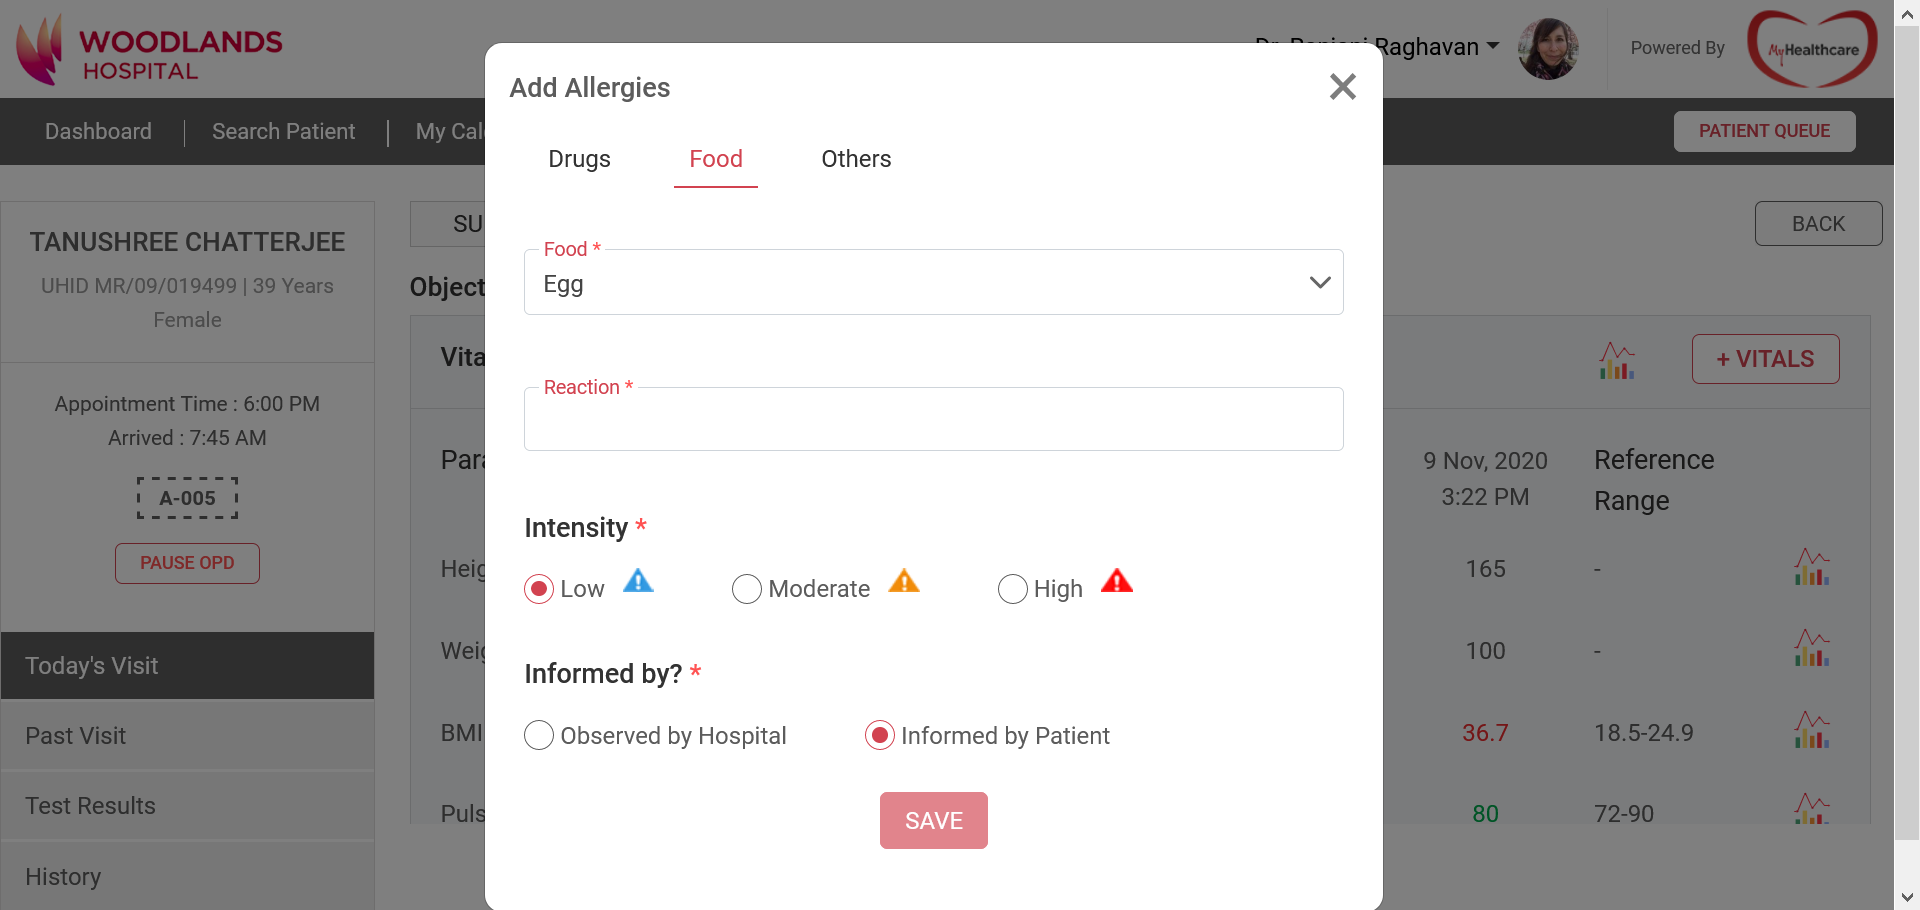 WOODLANDS
HOSPITAL
Raghavan
Powered By
MyHealthcare
Dashboard
Search Patient
My Cal
PATIENT QUEUE
TANUSHREE CHATTERJEE
UHID MR/09/019499 | 39 Years
Female
Appointment Time : 6:00 PM
Arrived : 7:45 AM
A-005
PAUSE OPD
Today's Visit
Past Visit
Test Results
History
SU
BACK
Object
Vita
+ VITALS
Para
9 Nov, 2020
3:22 PM
Reference
Range
Heig
165
-
Weig
100
-
BMI
36.7
18.5-24.9
Puls
80
72-90
Add Allergies
Drugs
Food
Others
Food *
Egg
Reaction *
Intensity *
Low
Moderate
High
Informed by? *
Observed by Hospital
Informed by Patient
SAVE